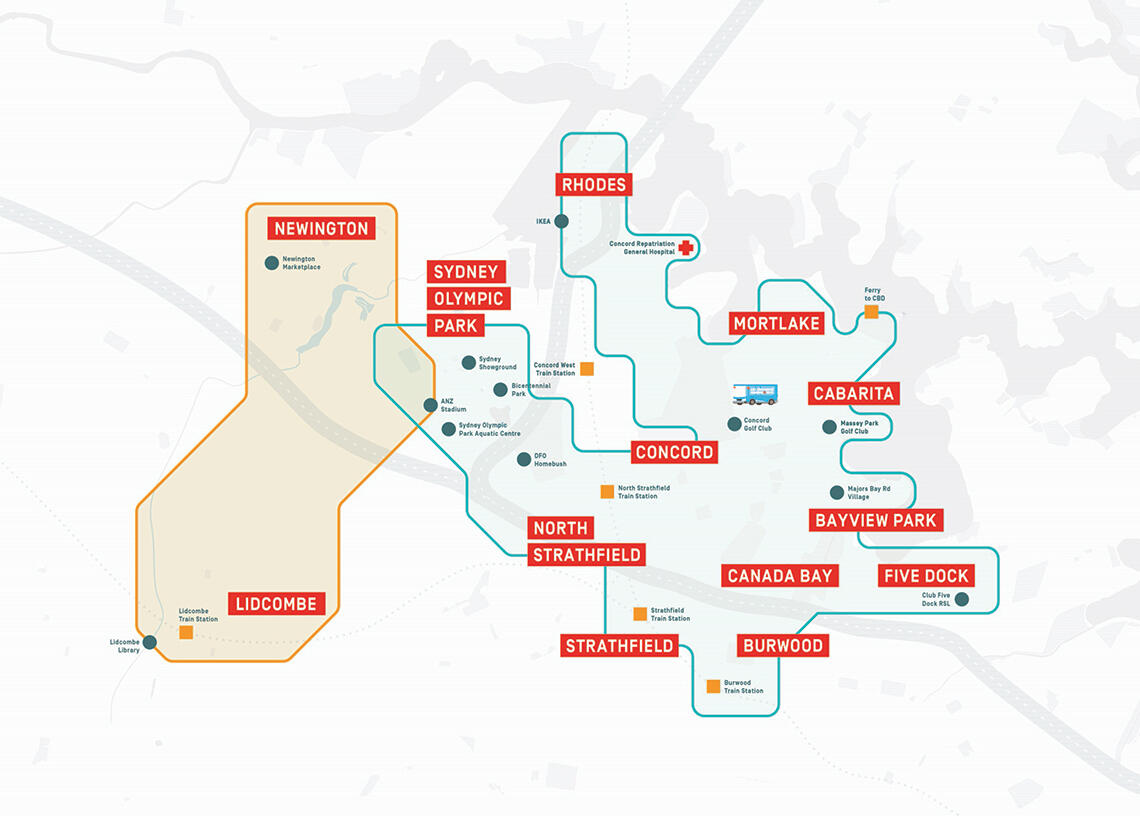 RHODES
IKEA
Concord Repatriation
General Hospital
NEWINGTON
Newington
Marketplace
SYDNEY
OLYMPIC
PARK
Ferry
to CBD
MORTLAKE
Sydney
Showground
Concord West
Train Station
Bicentennial
Park
CABARITA
ANZ
Stadium
Sydney Olympic
Park Aquatic Centre
Concord
Golf Club
Massey Park
Golf Club
CONCORD
DFO
Homebush
North Strathfield
Train Station
Majors Bay Rd
Village
BAYVIEW PARK
NORTH
STRATHFIELD
CANADA BAY
FIVE DOCK
Club Five
Dock RSL
LIDCOMBE
Lidcombe
Train Station
Strathfield
Train Station
Lidcombe
Library
STRATHFIELD
BURWOOD
Burwood
Train Station